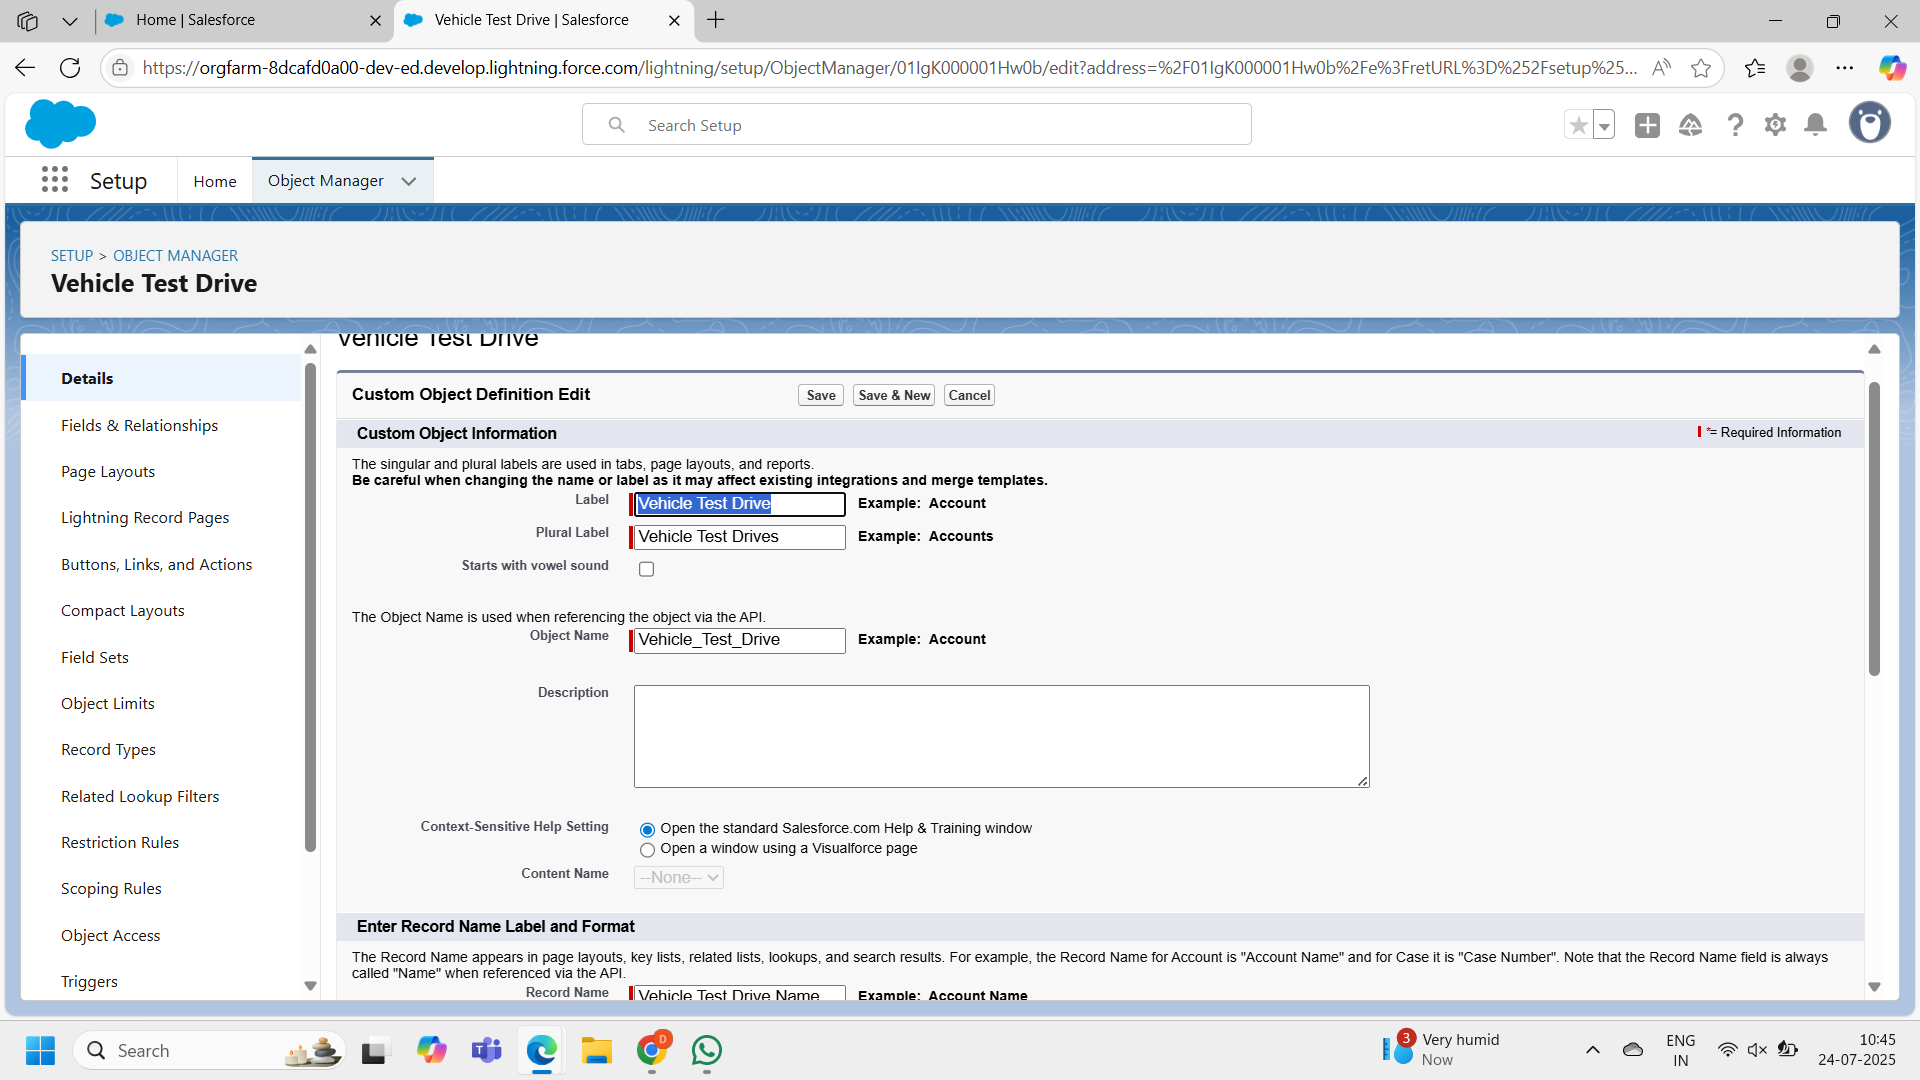 Home | Salesforce
Vehicle Test Drive | Salesforce
https://orgfarm-8dcafd0a00-dev-ed.develop.lightning.force.com/lightning/setup/ObjectManager/01IgK000001Hw0b/edit?address=%2F01IgK000001Hw0b%2Fe%3FretURL%3D%252Fsetup%25...
Search Setup
Setup
Home
Object Manager
SETUP > OBJECT MANAGER
Vehicle Test Drive
Details
Fields & Relationships
Page Layouts
Lightning Record Pages
Buttons, Links, and Actions
Compact Layouts
Field Sets
Object Limits
Record Types
Related Lookup Filters
Restriction Rules
Scoping Rules
Object Access
Triggers
Vehicle Test Drive
Custom Object Definition Edit
Save
Save & New
Cancel
Custom Object Information
*= Required Information
The singular and plural labels are used in tabs, page layouts, and reports.
Be careful when changing the name or label as it may affect existing integrations and merge templates.
Label
Vehicle Test Drive
Example: Account
Plural Label
Vehicle Test Drives
Example: Accounts
Starts with vowel sound
The Object Name is used when referencing the object via the API.
Object Name
Vehicle_Test_Drive
Example: Account
Description
Context-Sensitive Help Setting
Open the standard Salesforce.com Help & Training window
Open a window using a Visualforce page
Content Name
--None--
Enter Record Name Label and Format
The Record Name appears in page layouts, key lists, related lists, lookups, and search results. For example, the Record Name for Account is "Account Name" and for Case it is "Case Number". Note that the Record Name field is always
called "Name" when referenced via the API.
Record Name
Vehicle Test Drive Name
Example: Account Name
Search
D
3
Very humid
Now
ENG
IN
10:45
24-07-2025